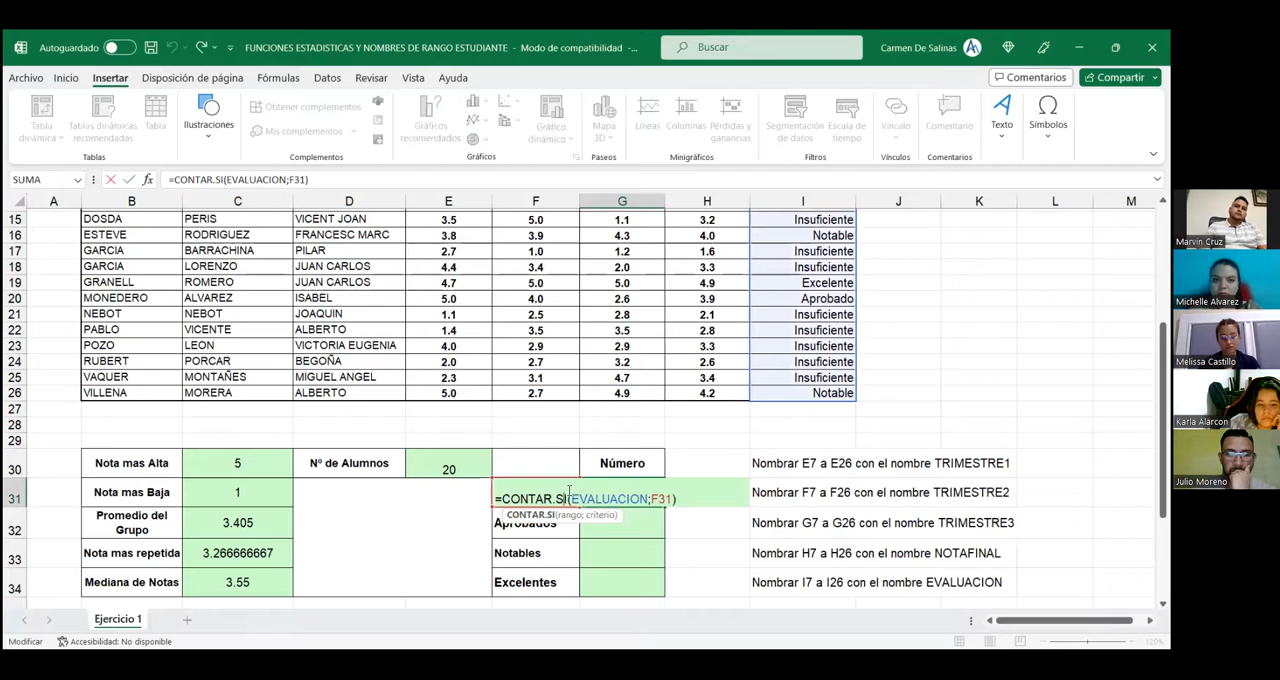 Autoguardado
FUNCIONES ESTADISTICAS Y NOMBRES DE RANGO ESTUDIANTE - Modo de compatibilidad -...
Buscar
Carmen De Salinas
Archivo Inicio Insertar Disposición de página Fórmulas Datos Revisar Vista Ayuda
Comentarios Compartir
Tabla dinámica
Tablas dinámicas recomendadas
Tabla
Ilustraciones
Obtener complementos
Mis complementos
Gráficos recomendados
Gráfico dinámico
Mapa 3D
Líneas
Columnas
Pérdidas y ganancias
Segmentación de datos
Escala de tiempo
Vínculo
Comentario
Texto
Símbolos
Tablas Complementos Gráficos Paseos Minigráficos Filtros Vínculos Comentarios
SUMA fx =CONTAR.SI(EVALUACION;F31)
A B C D E F G H I J K L M
15 DOSDA PERIS VICENT JOAN 3.5 5.0 1.1 3.2 Insuficiente
16 ESTEVE RODRIGUEZ FRANCESC MARC 3.8 3.9 4.3 4.0 Notable
17 GARCIA BARRACHINA PILAR 2.7 1.0 1.2 1.6 Insuficiente
18 GARCIA LORENZO JUAN CARLOS 4.4 3.4 2.0 3.3 Insuficiente
19 GRANELL ROMERO JUAN CARLOS 4.7 5.0 5.0 4.9 Excelente
20 MONEDERO ALVAREZ ISABEL 5.0 4.0 2.6 3.9 Aprobado
21 NEBOT NEBOT JOAQUIN 1.1 2.5 2.8 2.1 Insuficiente
22 PABLO VICENTE ALBERTO 1.4 3.5 3.5 2.8 Insuficiente
23 POZO LEON VICTORIA EUGENIA 4.0 2.9 2.9 3.3 Insuficiente
24 RUBERT PORCAR BEGOÑA 2.0 2.7 3.2 2.6 Insuficiente
25 VAQUER MONTAÑES MIGUEL ANGEL 2.3 3.1 4.7 3.4 Insuficiente
26 VILLENA MORERA ALBERTO 5.0 2.7 4.9 4.2 Notable
27
28
29
30 Nota mas Alta 5 Nº de Alumnos 20 Número Nombrar E7 a E26 con el nombre TRIMESTRE1
31 Nota mas Baja 1 =CONTAR.SI(EVALUACION;F31) Nombrar F7 a F26 con el nombre TRIMESTRE2
CONTAR.SI(rango; criterio)
32 Promedio del Grupo 3.405 Aprobados Nombrar G7 a G26 con el nombre TRIMESTRE3
33 Nota mas repetida 3.266666667 Notables Nombrar H7 a H26 con el nombre NOTAFINAL
34 Mediana de Notas 3.55 Excelentes Nombrar I7 a I26 con el nombre EVALUACION
Ejercicio 1
Modificar Accesibilidad: No disponible
120%
Marvin Cruz
Michelle Alvarez
Melissa Castillo
Karla Alarcon
Julio Moreno